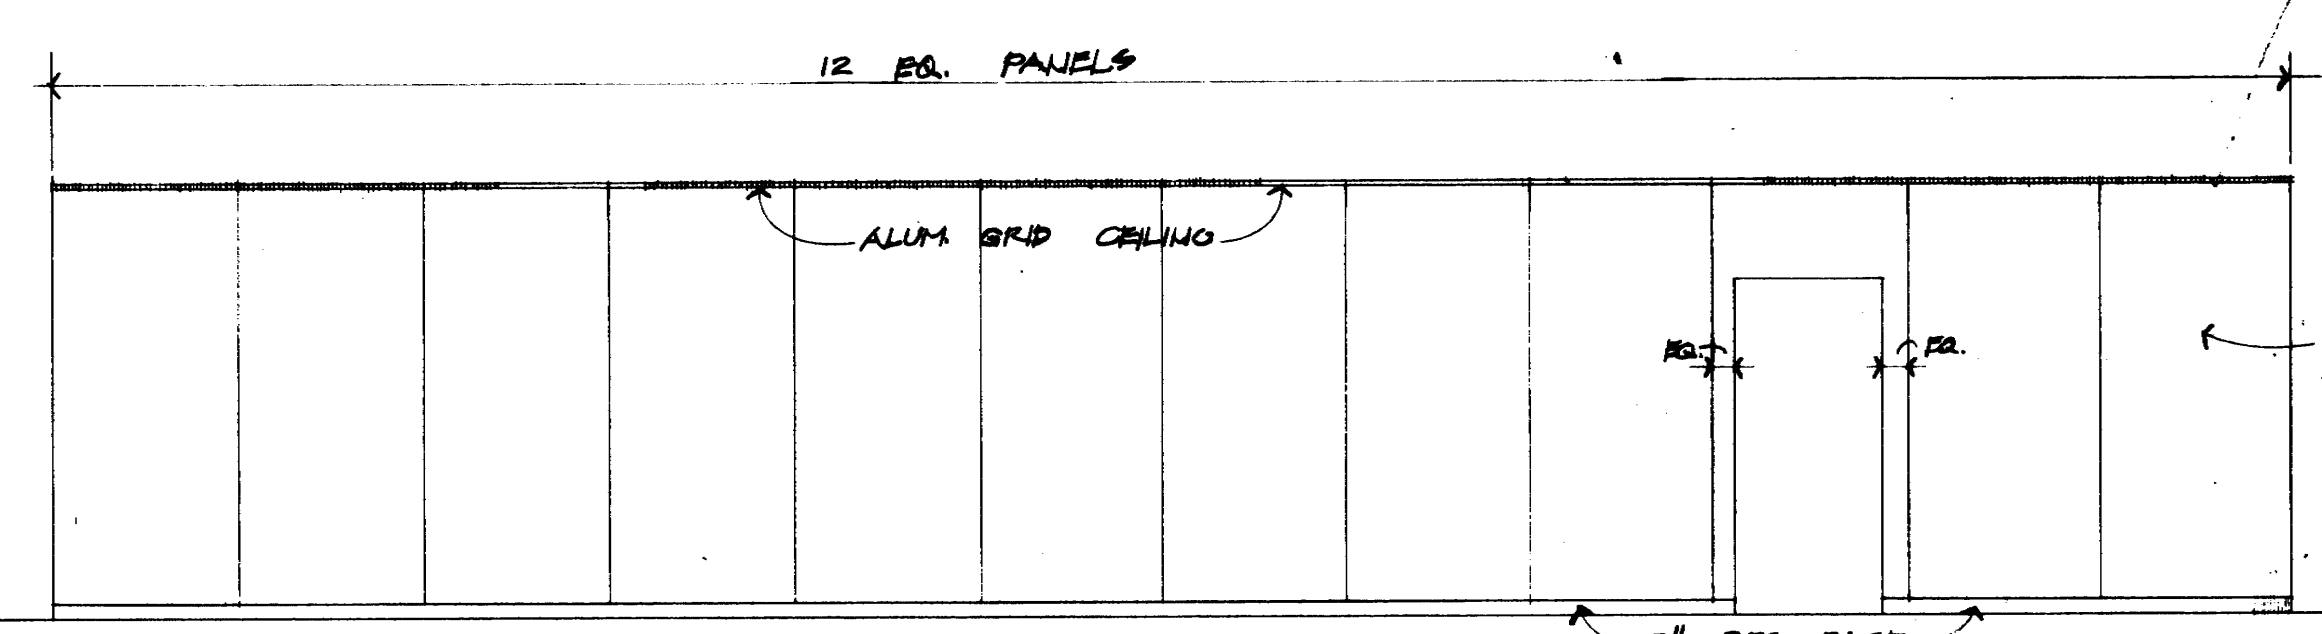 12 EQ. PANELS
ALUM. GRID CEILING
EQ.
EQ.